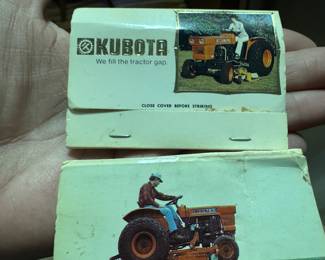 KUBOTA
We fill the tractor gap.
CLOSE COVER BEFORE STRIKING